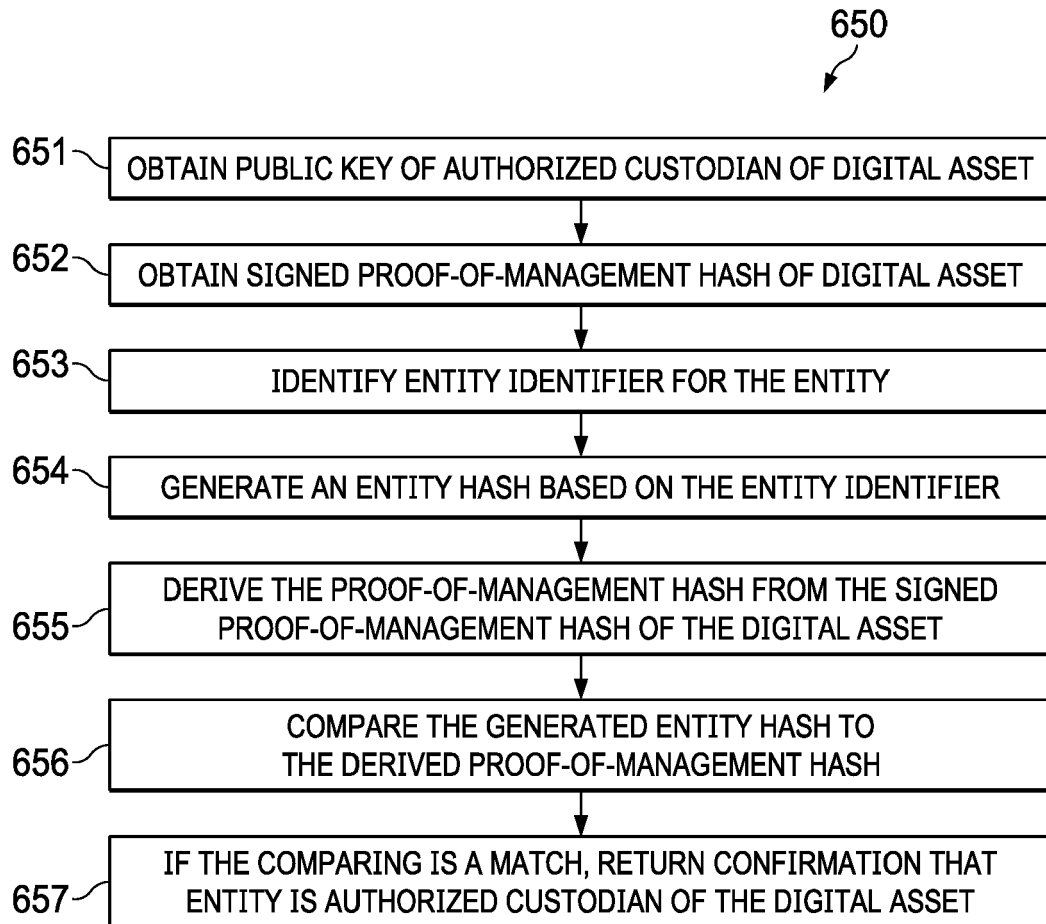 650
651
OBTAIN PUBLIC KEY OF AUTHORIZED CUSTODIAN OF DIGITAL ASSET
652
OBTAIN SIGNED PROOF-OF-MANAGEMENT HASH OF DIGITAL ASSET
653
IDENTIFY ENTITY IDENTIFIER FOR THE ENTITY
654
GENERATE AN ENTITY HASH BASED ON THE ENTITY IDENTIFIER
655
DERIVE THE PROOF-OF-MANAGEMENT HASH FROM THE SIGNED
PROOF-OF-MANAGEMENT HASH OF THE DIGITAL ASSET
656
COMPARE THE GENERATED ENTITY HASH TO
THE DERIVED PROOF-OF-MANAGEMENT HASH
657
IF THE COMPARING IS A MATCH, RETURN CONFIRMATION THAT
ENTITY IS AUTHORIZED CUSTODIAN OF THE DIGITAL ASSET